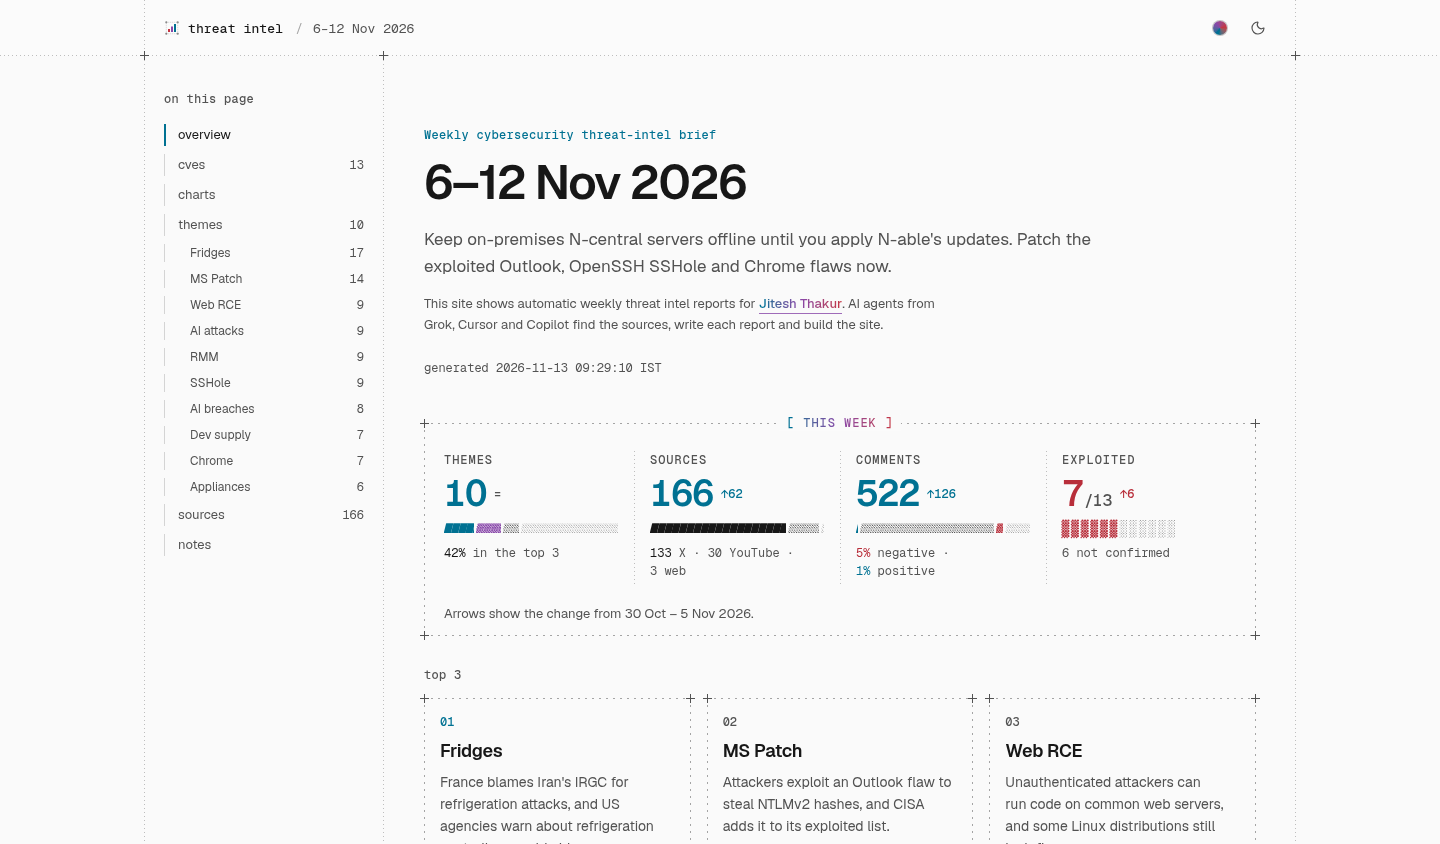 threat intel / 6–12 Nov 2026
on this page
overview
cves 13
charts
themes 10
Fridges 17
MS Patch 14
Web RCE 9
AI attacks 9
RMM 9
SSHole 9
AI breaches 8
Dev supply 7
Chrome 7
Appliances 6
sources 166
notes
Weekly cybersecurity threat-intel brief
6–12 Nov 2026
Keep on-premises N-central servers offline until you apply N-able's updates. Patch the
exploited Outlook, OpenSSH SSHole and Chrome flaws now.
This site shows automatic weekly threat intel reports for Jitesh Thakur. AI agents from
Grok, Cursor and Copilot find the sources, write each report and build the site.
generated 2026-11-13 09:29:10 IST
[ THIS WEEK ]
THEMES
10 =
42% in the top 3
SOURCES
166 ↑62
133 X · 30 YouTube ·
3 web
COMMENTS
522 ↑126
5% negative ·
1% positive
EXPLOITED
7/13 ↑6
6 not confirmed
Arrows show the change from 30 Oct – 5 Nov 2026.
top 3
01
Fridges
France blames Iran's IRGC for
refrigeration attacks, and US
agencies warn about refrigeration
02
MS Patch
Attackers exploit an Outlook flaw to
steal NTLMv2 hashes, and CISA
adds it to its exploited list.
03
Web RCE
Unauthenticated attackers can
run code on common web servers,
and some Linux distributions still